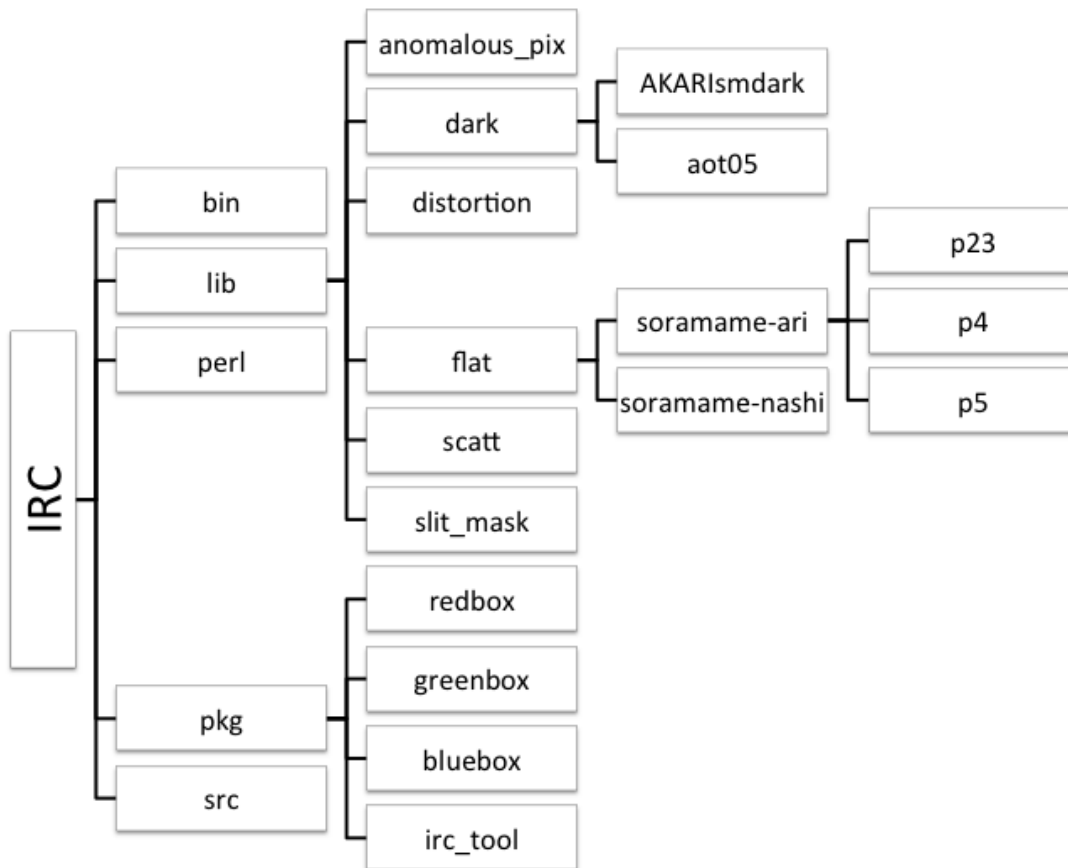 anomalous_pix
AKARIsmdark
dark
aot05
bin
distortion
p23
lib
soramame-ari
p4
perl
flat
soramame-nashi
p5
scatt
IRC
slit_mask
redbox
greenbox
pkg
bluebox
src
irc_tool